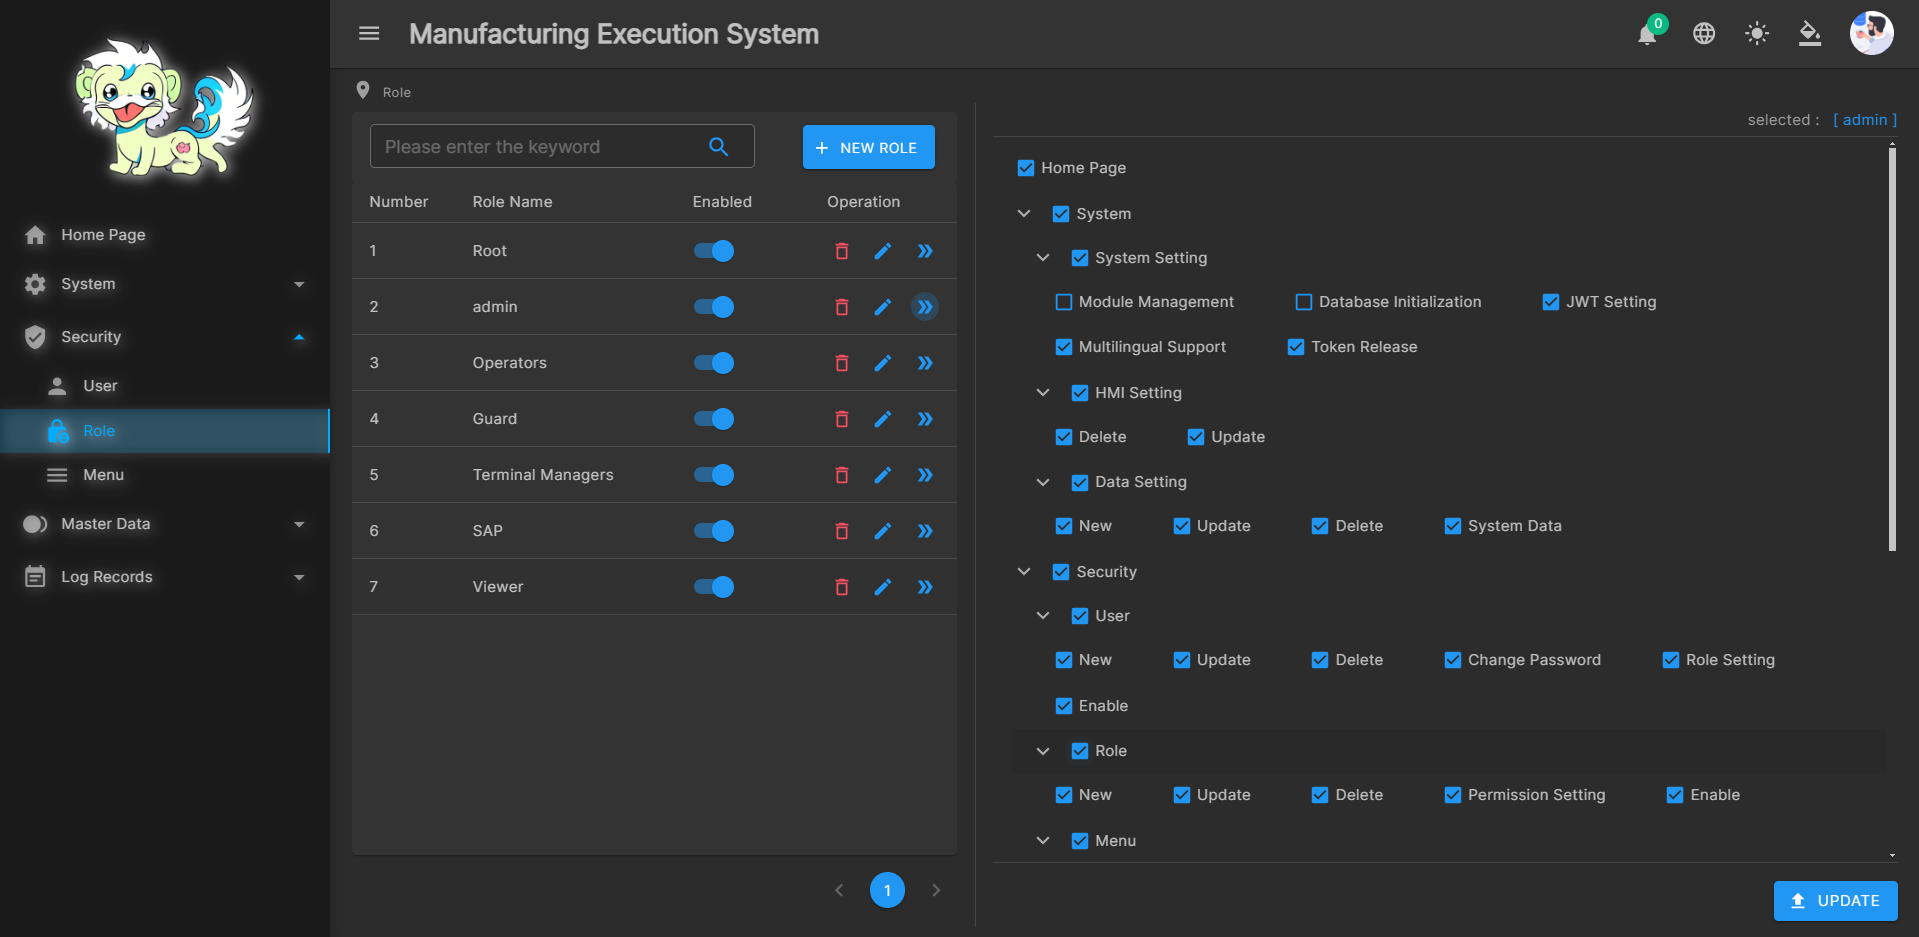 Manufacturing Execution System
0
Home Page
System
Security
User
Role
Menu
Master Data
Log Records
Role
Please enter the keyword
NEW ROLE
Number Role Name Enabled Operation
1 Root
2 admin
3 Operators
4 Guard
5 Terminal Managers
6 SAP
7 Viewer
1
selected : [ admin ]
Home Page
System
System Setting
Module Management Database Initialization JWT Setting
Multilingual Support Token Release
HMI Setting
Delete Update
Data Setting
New Update Delete System Data
Security
User
New Update Delete Change Password Role Setting
Enable
Role
New Update Delete Permission Setting Enable
Menu
UPDATE